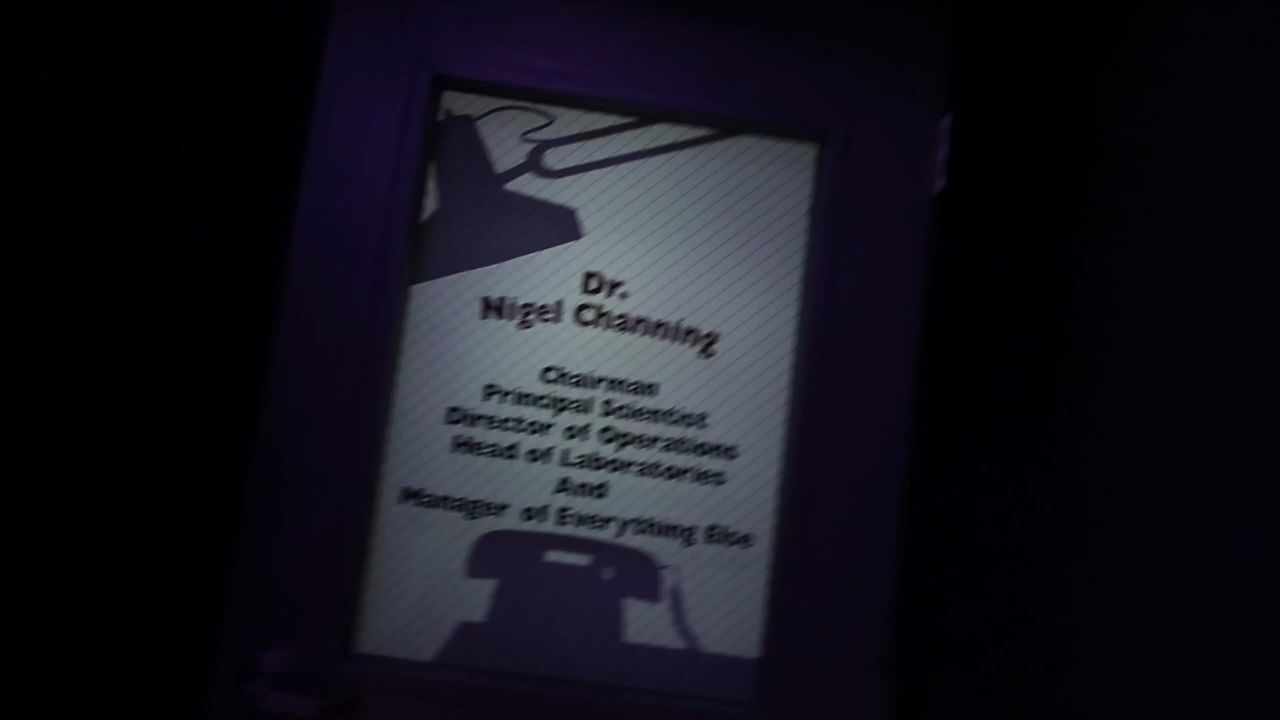 Dr.
Nigel Channing
Chairman
Principal Scientist
Director of Operations
Head of Laboratories
And
Manager of Everything Else